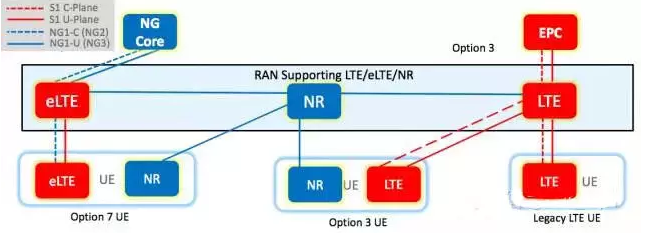 S1 C-Plane
S1 U-Plane
NG1-C (NG2)
NG1-U (NG3)
NG
Core
Option 3
EPC
RAN Supporting LTE/eLTE/NR
eLTE
NR
LTE
eLTE
UE
NR
NR
UE
LTE
LTE
UE
Option 7 UE
Option 3 UE
Legacy LTE UE